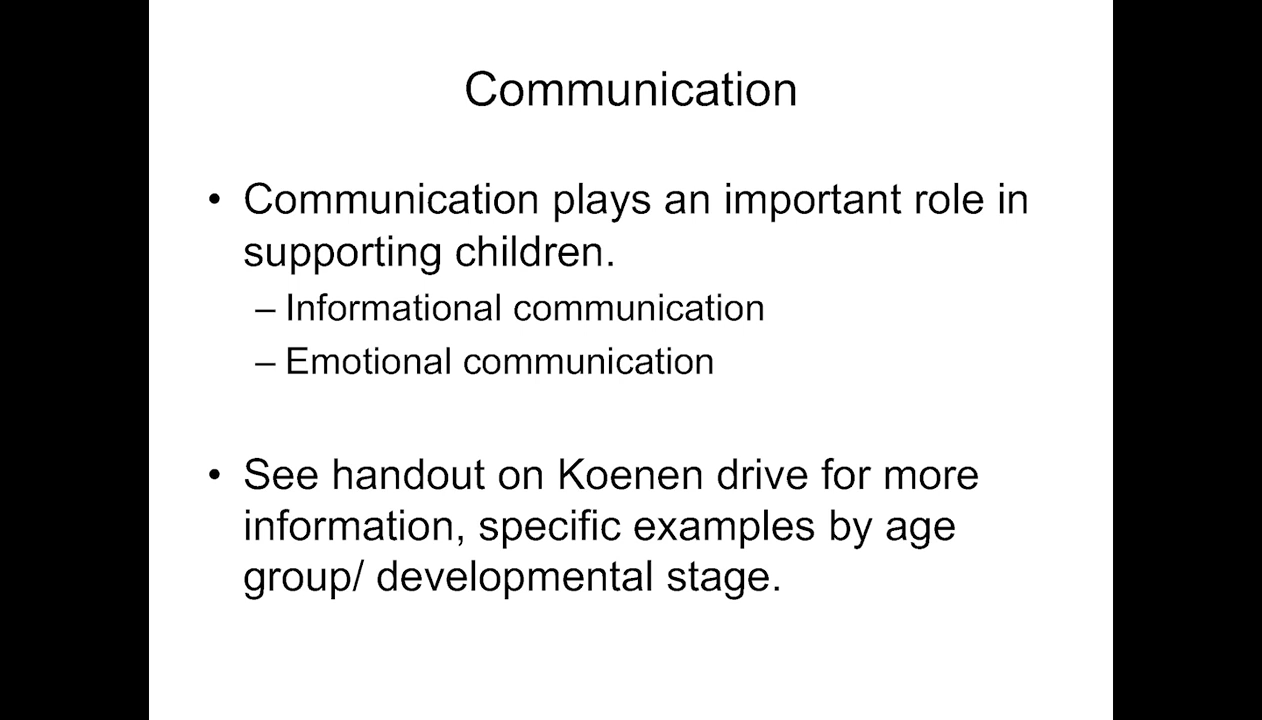 Communication
• Communication plays an important role in
supporting children.
– Informational communication
– Emotional communication
• See handout on Koenen drive for more
information, specific examples by age
group/ developmental stage.